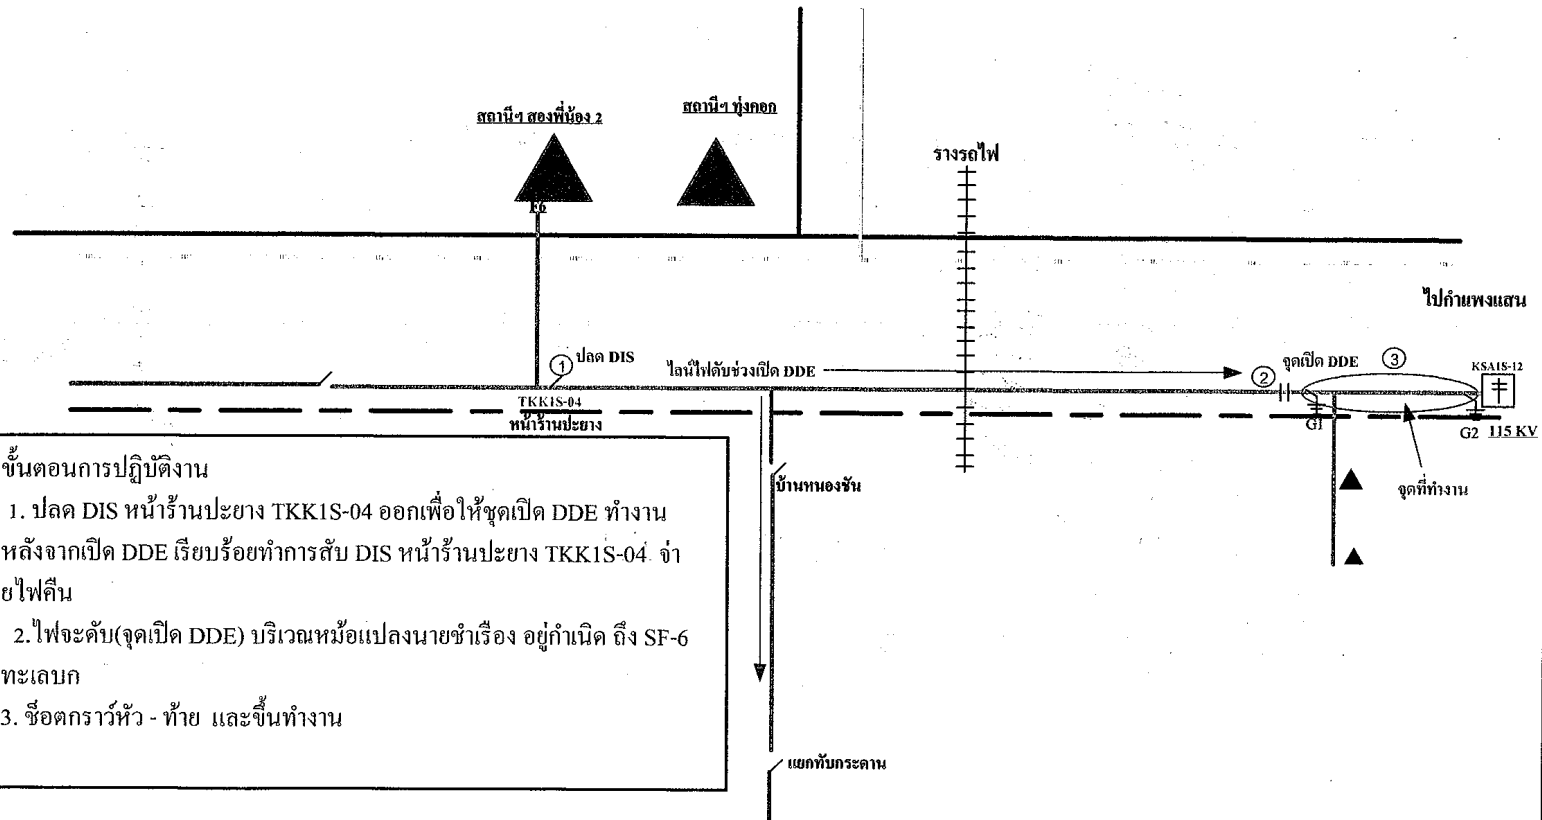 สถานีฯ สองพี่น้อง 2
สถานีฯ ทุ่งคอก
F6
รางรถไฟ
ไปกำแพงแสน
1 ปลด DIS
ไลน์ไฟดับช่วงเปิด DDE
จุดเปิด DDE
2
3
KSA1S-12
TKK1S-04
หน้าร้านปะยาง
G1
G2 115 KV
บ้านหนองชัน
จุดที่ทำงาน
แยกทับกระดาน
ขั้นตอนการปฏิบัติงาน
1. ปลด DIS หน้าร้านปะยาง TKK1S-04 ออกเพื่อให้ชุดเปิด DDE ทำงาน
หลังจากเปิด DDE เรียบร้อยทำการสับ DIS หน้าร้านปะยาง TKK1S-04 จ่า
ยไฟคืน
2.ไฟจะดับ(จุดเปิด DDE) บริเวณหม้อแปลงนายชำเรือง อยู่กำเนิด ถึง SF-6
ทะเลบก
3. ช็อตกราว์หัว - ท้าย และขึ้นทำงาน